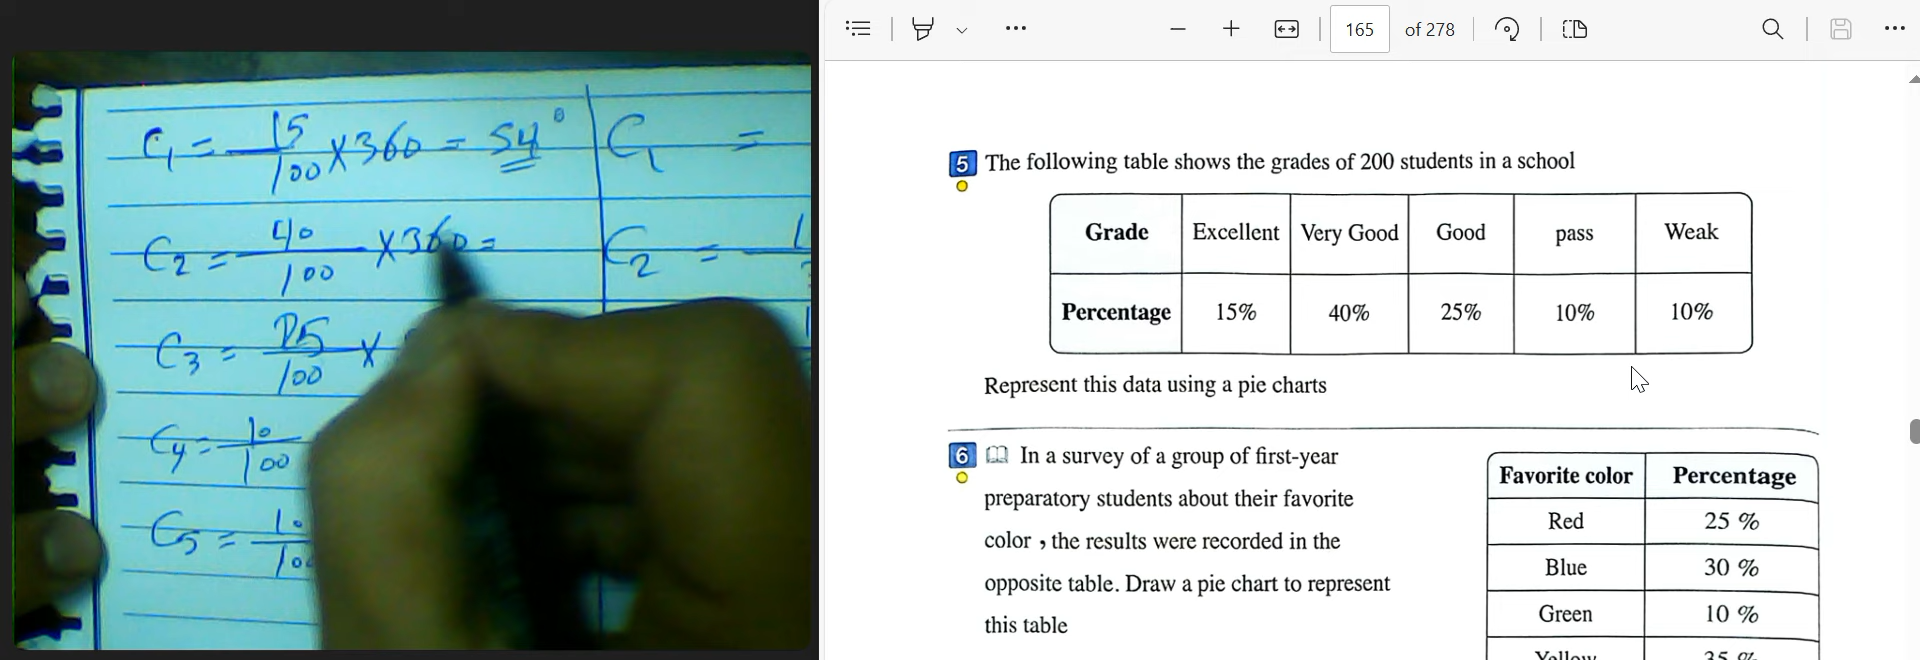 C₁ = 15/100 × 360 = 54°
C₂ = 40/100 × 360 =
C₃ = 25/100 ×
C₄ = 10/100
C₅ = 10/10
C₁ =
C₂ =
165 of 278
5 The following table shows the grades of 200 students in a school
Grade Excellent Very Good Good pass Weak
Percentage 15% 40% 25% 10% 10%
Represent this data using a pie charts
6 In a survey of a group of first-year
preparatory students about their favorite
color , the results were recorded in the
opposite table. Draw a pie chart to represent
this table
Favorite color Percentage
Red 25 %
Blue 30 %
Green 10 %
Yellow 35 %